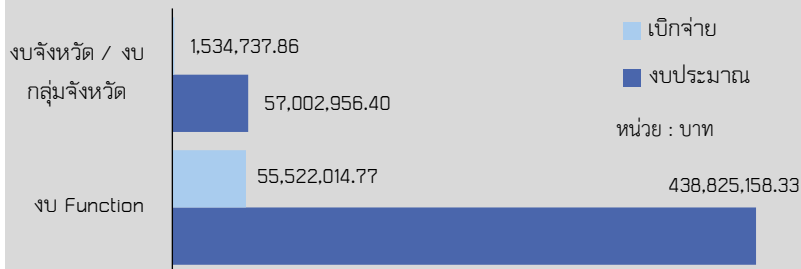 งบจังหวัด / งบ
กลุ่มจังหวัด
1,534,737.86
57,002,956.40
เบิกจ่าย
งบประมาณ
หน่วย : บาท
งบ Function
55,522,014.77
438,825,158.33